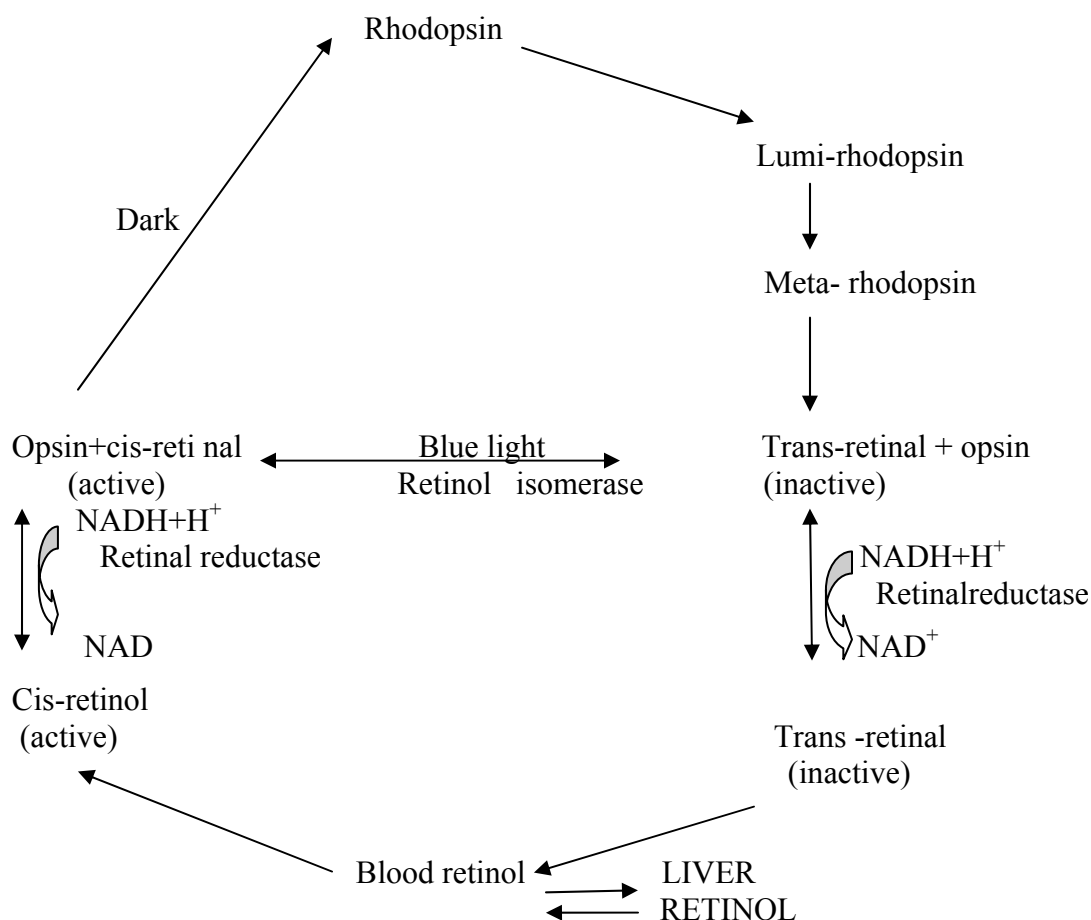 Rhodopsin
Lumi-rhodopsin
Dark
Meta- rhodopsin
Opsin+cis-reti nal
(active)
Blue light
Retinol isomerase
Trans-retinal + opsin
(inactive)
NADH+H+
Retinal reductase
NAD
NADH+H+
Retinalreductase
NAD+
Cis-retinol
(active)
Trans -retinal
(inactive)
Blood retinol
LIVER
RETINOL